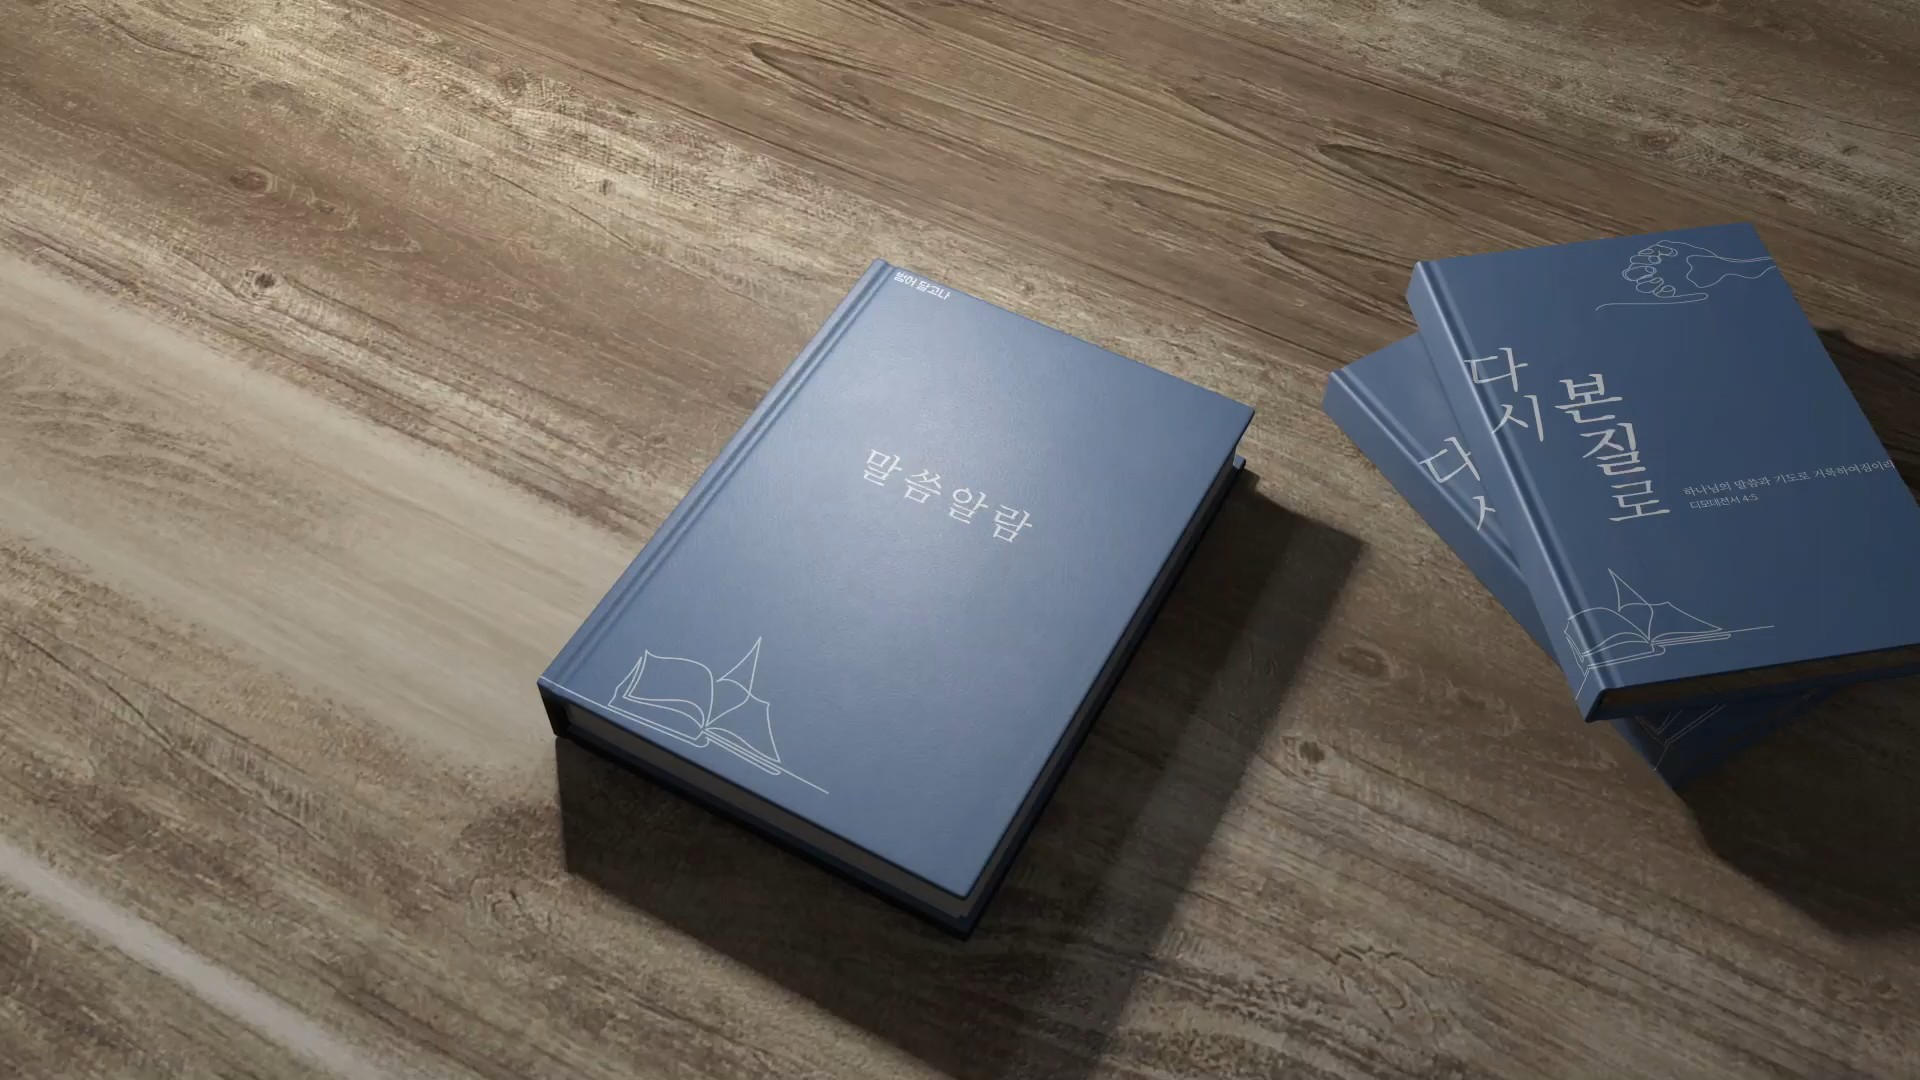 말씀알람
다시
본질로
하나님의 말씀과 기도로 거룩하여짐이라
디모데전서 4:5
다